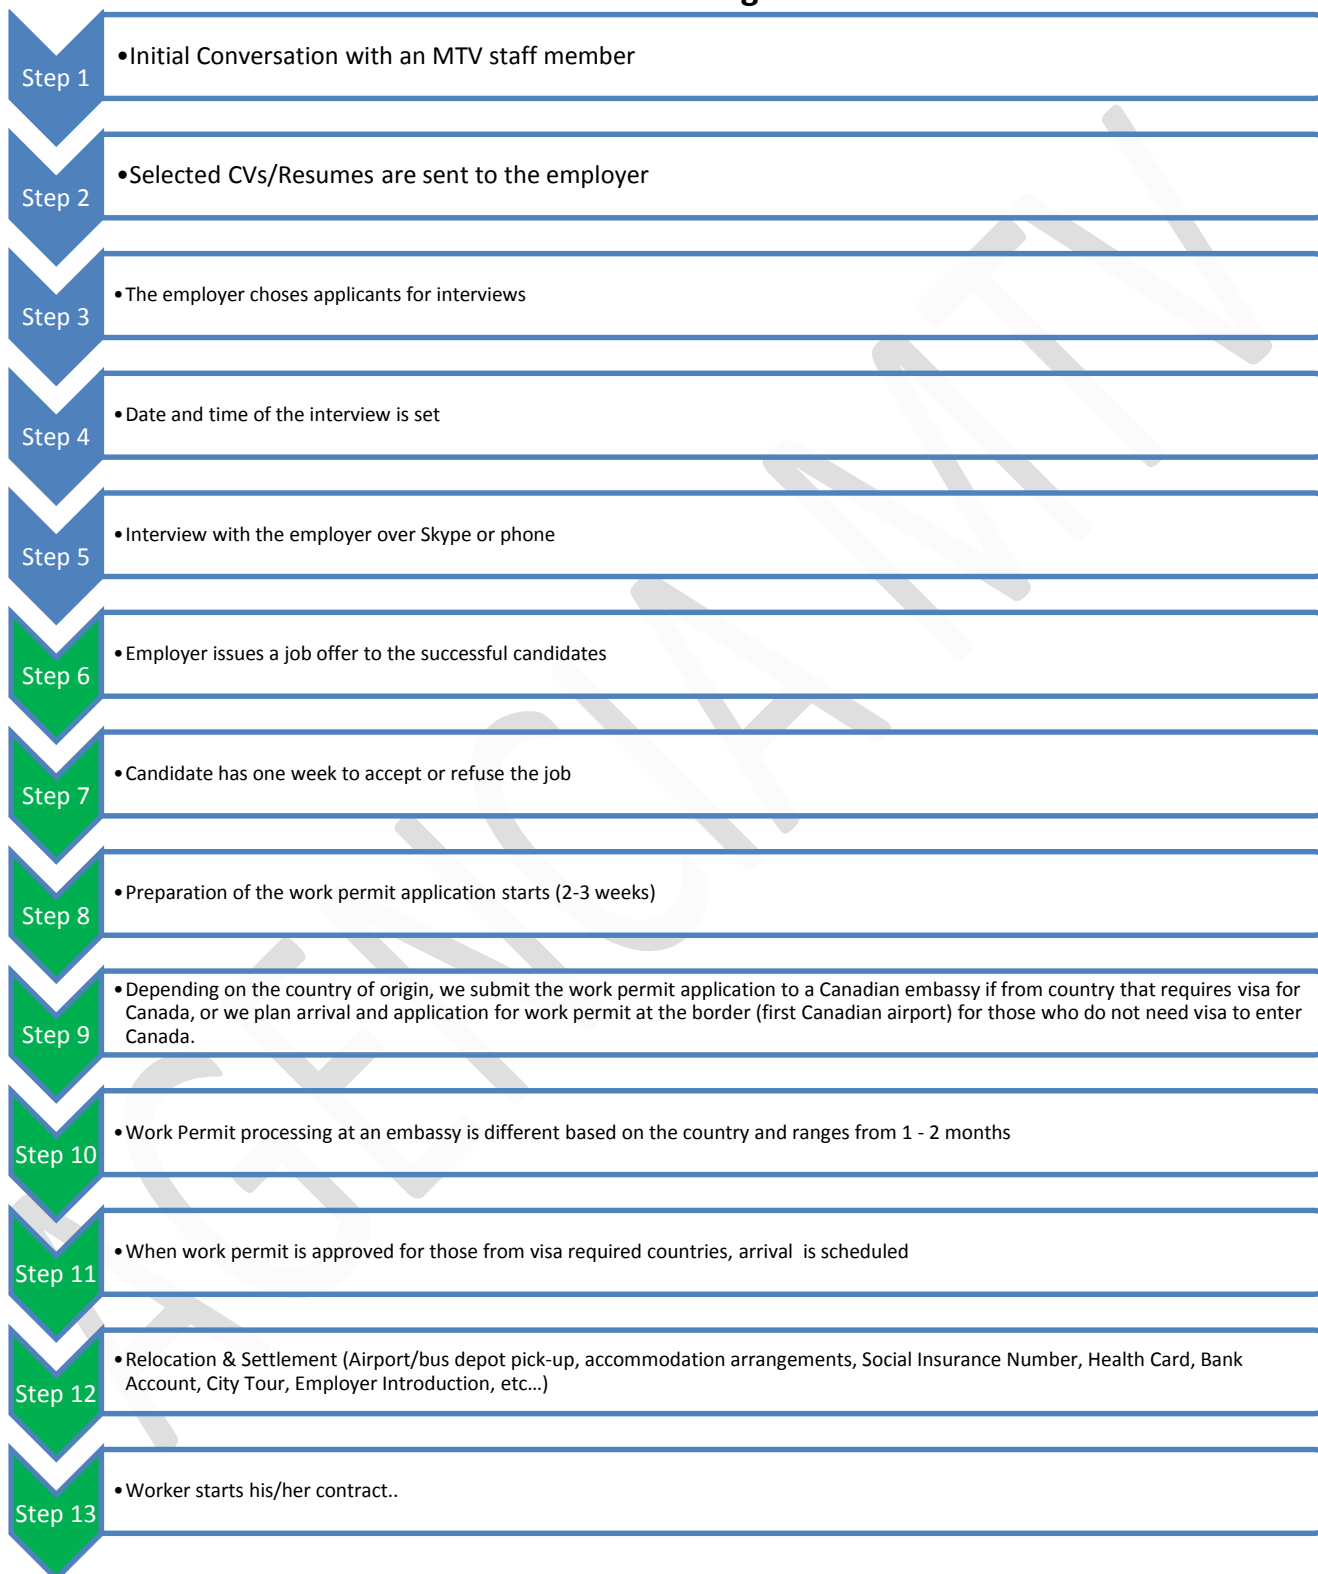 Step 1
•Initial Conversation with an MTV staff member
Step 2
•Selected CVs/Resumes are sent to the employer
Step 3
•The employer choses applicants for interviews
Step 4
•Date and time of the interview is set
Step 5
•Interview with the employer over Skype or phone
Step 6
•Employer issues a job offer to the successful candidates
Step 7
•Candidate has one week to accept or refuse the job
Step 8
•Preparation of the work permit application starts (2-3 weeks)
Step 9
•Depending on the country of origin, we submit the work permit application to a Canadian embassy if from country that requires visa for
Canada, or we plan arrival and application for work permit at the border (first Canadian airport) for those who do not need visa to enter
Canada.
Step 10
•Work Permit processing at an embassy is different based on the country and ranges from 1 - 2 months
Step 11
•When work permit is approved for those from visa required countries, arrival  is scheduled
Step 12
•Relocation & Settlement (Airport/bus depot pick-up, accommodation arrangements, Social Insurance Number, Health Card, Bank
Account, City Tour, Employer Introduction, etc…)
Step 13
•Worker starts his/her contract..
AGENCIA MTV